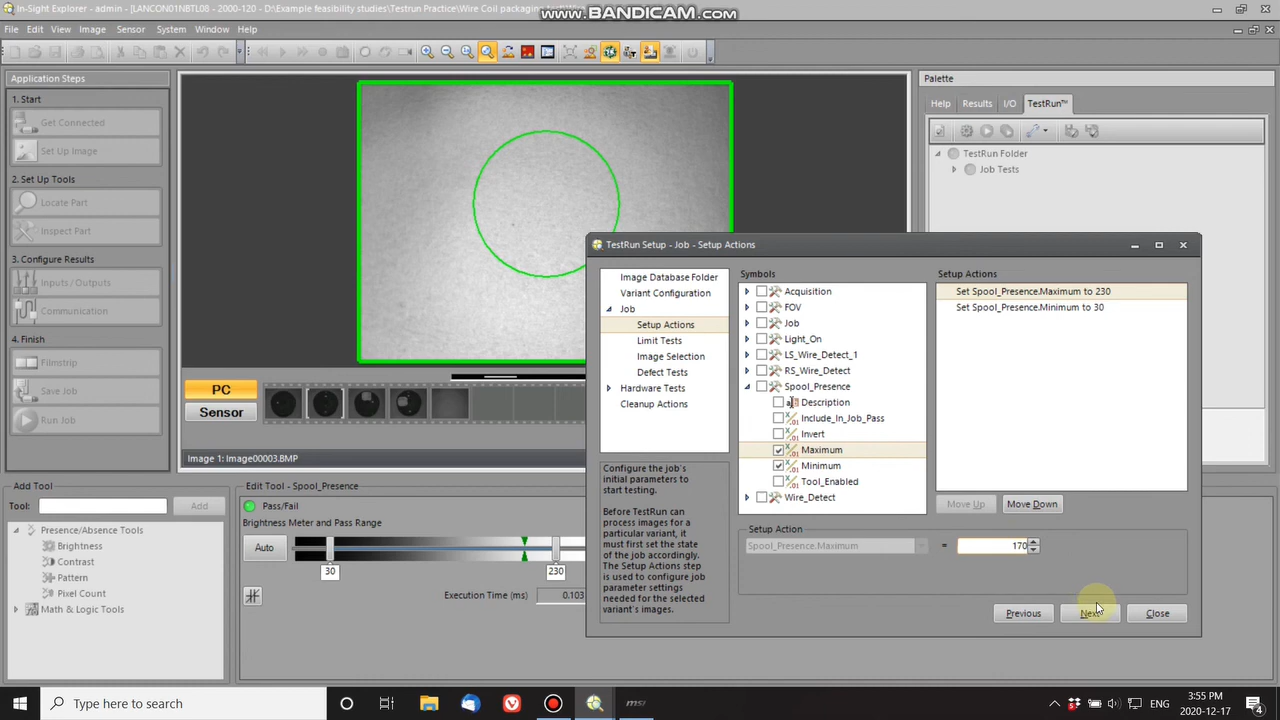 In-Sight Explorer - admin - [LANCON01NBTL08 - 2000-120 - D:\Example feasibility studies\Testrun Practice\Wire Coil packaging
www.BANDICAM.com
File Edit View Image Sensor System Window Help
Application Steps
1. Start
Get Connected
Set Up Image
2. Set Up Tools
Locate Part
Inspect Part
3. Configure Results
Inputs / Outputs
Communication
4. Finish
Filmstrip
Save Job
Run Job
PC
Sensor
Image 1: Image00003.BMP
Palette
Help Results I/O TestRun™
TestRun Folder
Job Tests
TestRun Setup - Job - Setup Actions
Image Database Folder
Variant Configuration
Job
Setup Actions
Limit Tests
Image Selection
Defect Tests
Hardware Tests
Cleanup Actions
Configure the job's
initial parameters to
start testing.
Before TestRun can
process images for a
particular variant, it
must first set the state
of the job accordingly.
The Setup Actions step
is used to configure job
parameter settings
needed for the selected
variant's images.
Symbols
Acquisition
FOV
Job
Light_On
LS_Wire_Detect_1
RS_Wire_Detect
Spool_Presence
Description
Include_In_Job_Pass
Invert
Maximum
Minimum
Tool_Enabled
Wire_Detect
Setup Actions
Set Spool_Presence.Maximum to 230
Set Spool_Presence.Minimum to 30
Move Up Move Down
Setup Action
Spool_Presence.Maximum = 170
Previous Next Close
Add Tool
Tool: Add
Presence/Absence Tools
Brightness
Contrast
Pattern
Pixel Count
Math & Logic Tools
Edit Tool - Spool_Presence
Pass/Fail
Brightness Meter and Pass Range
Auto
30 230
Execution Time (ms) 0.103
Type here to search
msi
ENG
3:55 PM
2020-12-17
4